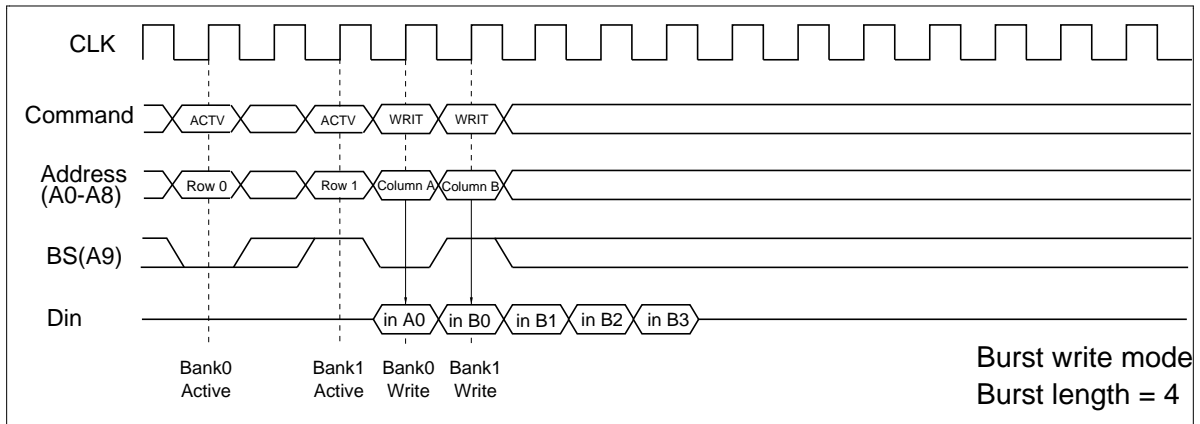 CLK
Command
ACTV
ACTV
WRIT
WRIT
Address
(A0-A8)
Row 0
Row 1
Column A
Column B
BS(A9)
Din
in A0
in B0
in B1
in B2
in B3
Bank0
Active
Bank1
Active
Bank0
Write
Bank1
Write
Burst write mode
Burst length = 4